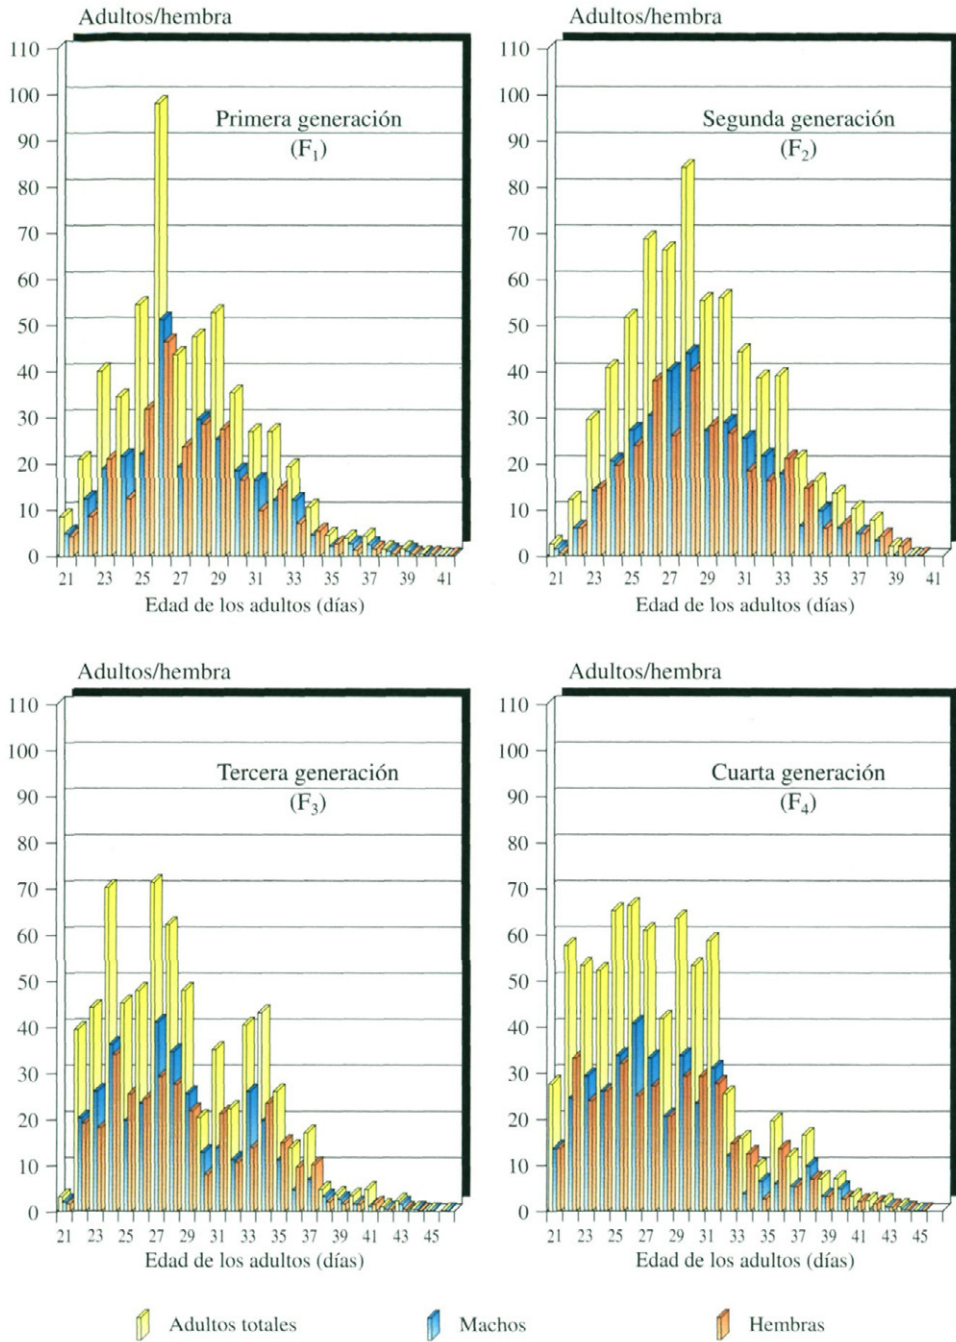 Adultos/hembra
110
100
90
80
70
60
50
40
30
20
10
0
Primera generación
(F₁)
21 23 25 27 29 31 33 35 37 39 41
Edad de los adultos (días)
Adultos/hembra
110
100
90
80
70
60
50
40
30
20
10
0
Segunda generación
(F₂)
21 23 25 27 29 31 33 35 37 39 41
Edad de los adultos (días)
Adultos/hembra
110
100
90
80
70
60
50
40
30
20
10
0
Tercera generación
(F₃)
21 23 25 27 29 31 33 35 37 39 41 43 45
Edad de los adultos (días)
Adultos/hembra
110
100
90
80
70
60
50
40
30
20
10
0
Cuarta generación
(F₄)
21 23 25 27 29 31 33 35 37 39 41 43 45
Edad de los adultos (días)
Adultos totales
Machos
Hembras